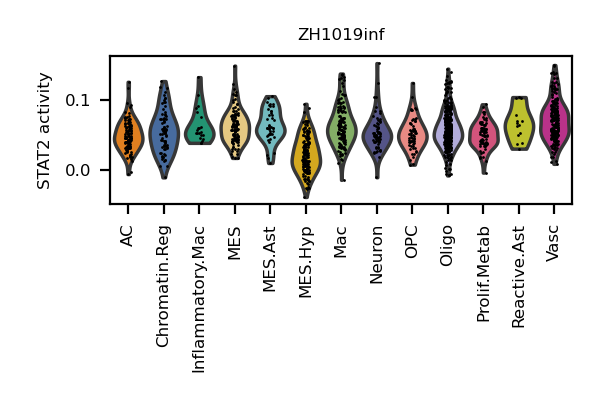 ZH1019inf
STAT2 activity
0.1
0.0
AC
Chromatin.Reg
Inflammatory.Mac
MES
MES.Ast
MES.Hyp
Mac
Neuron
OPC
Oligo
Prolif.Metab
Reactive.Ast
Vasc